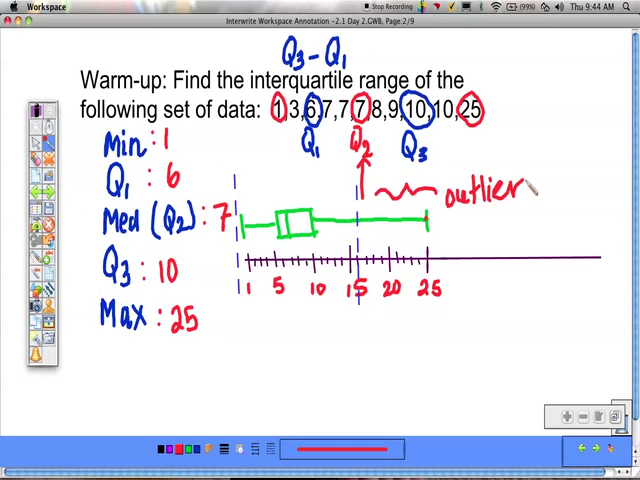 Workspace
Stop Recording
(99%)
Thu 9:44 AM
Interwrite Workspace Annotation -2.1 Day 2.GWB, Page:2/9
Q3 - Q1
Warm-up: Find the interquartile range of the
following set of data: 1,3,6,7,7,7,8,9,10,10,25
Q1 Q2 Q3
Min : 1
Q1 : 6
Med (Q2) : 7
Q3 : 10
Max : 25
outlier
1 5 10 15 20 25